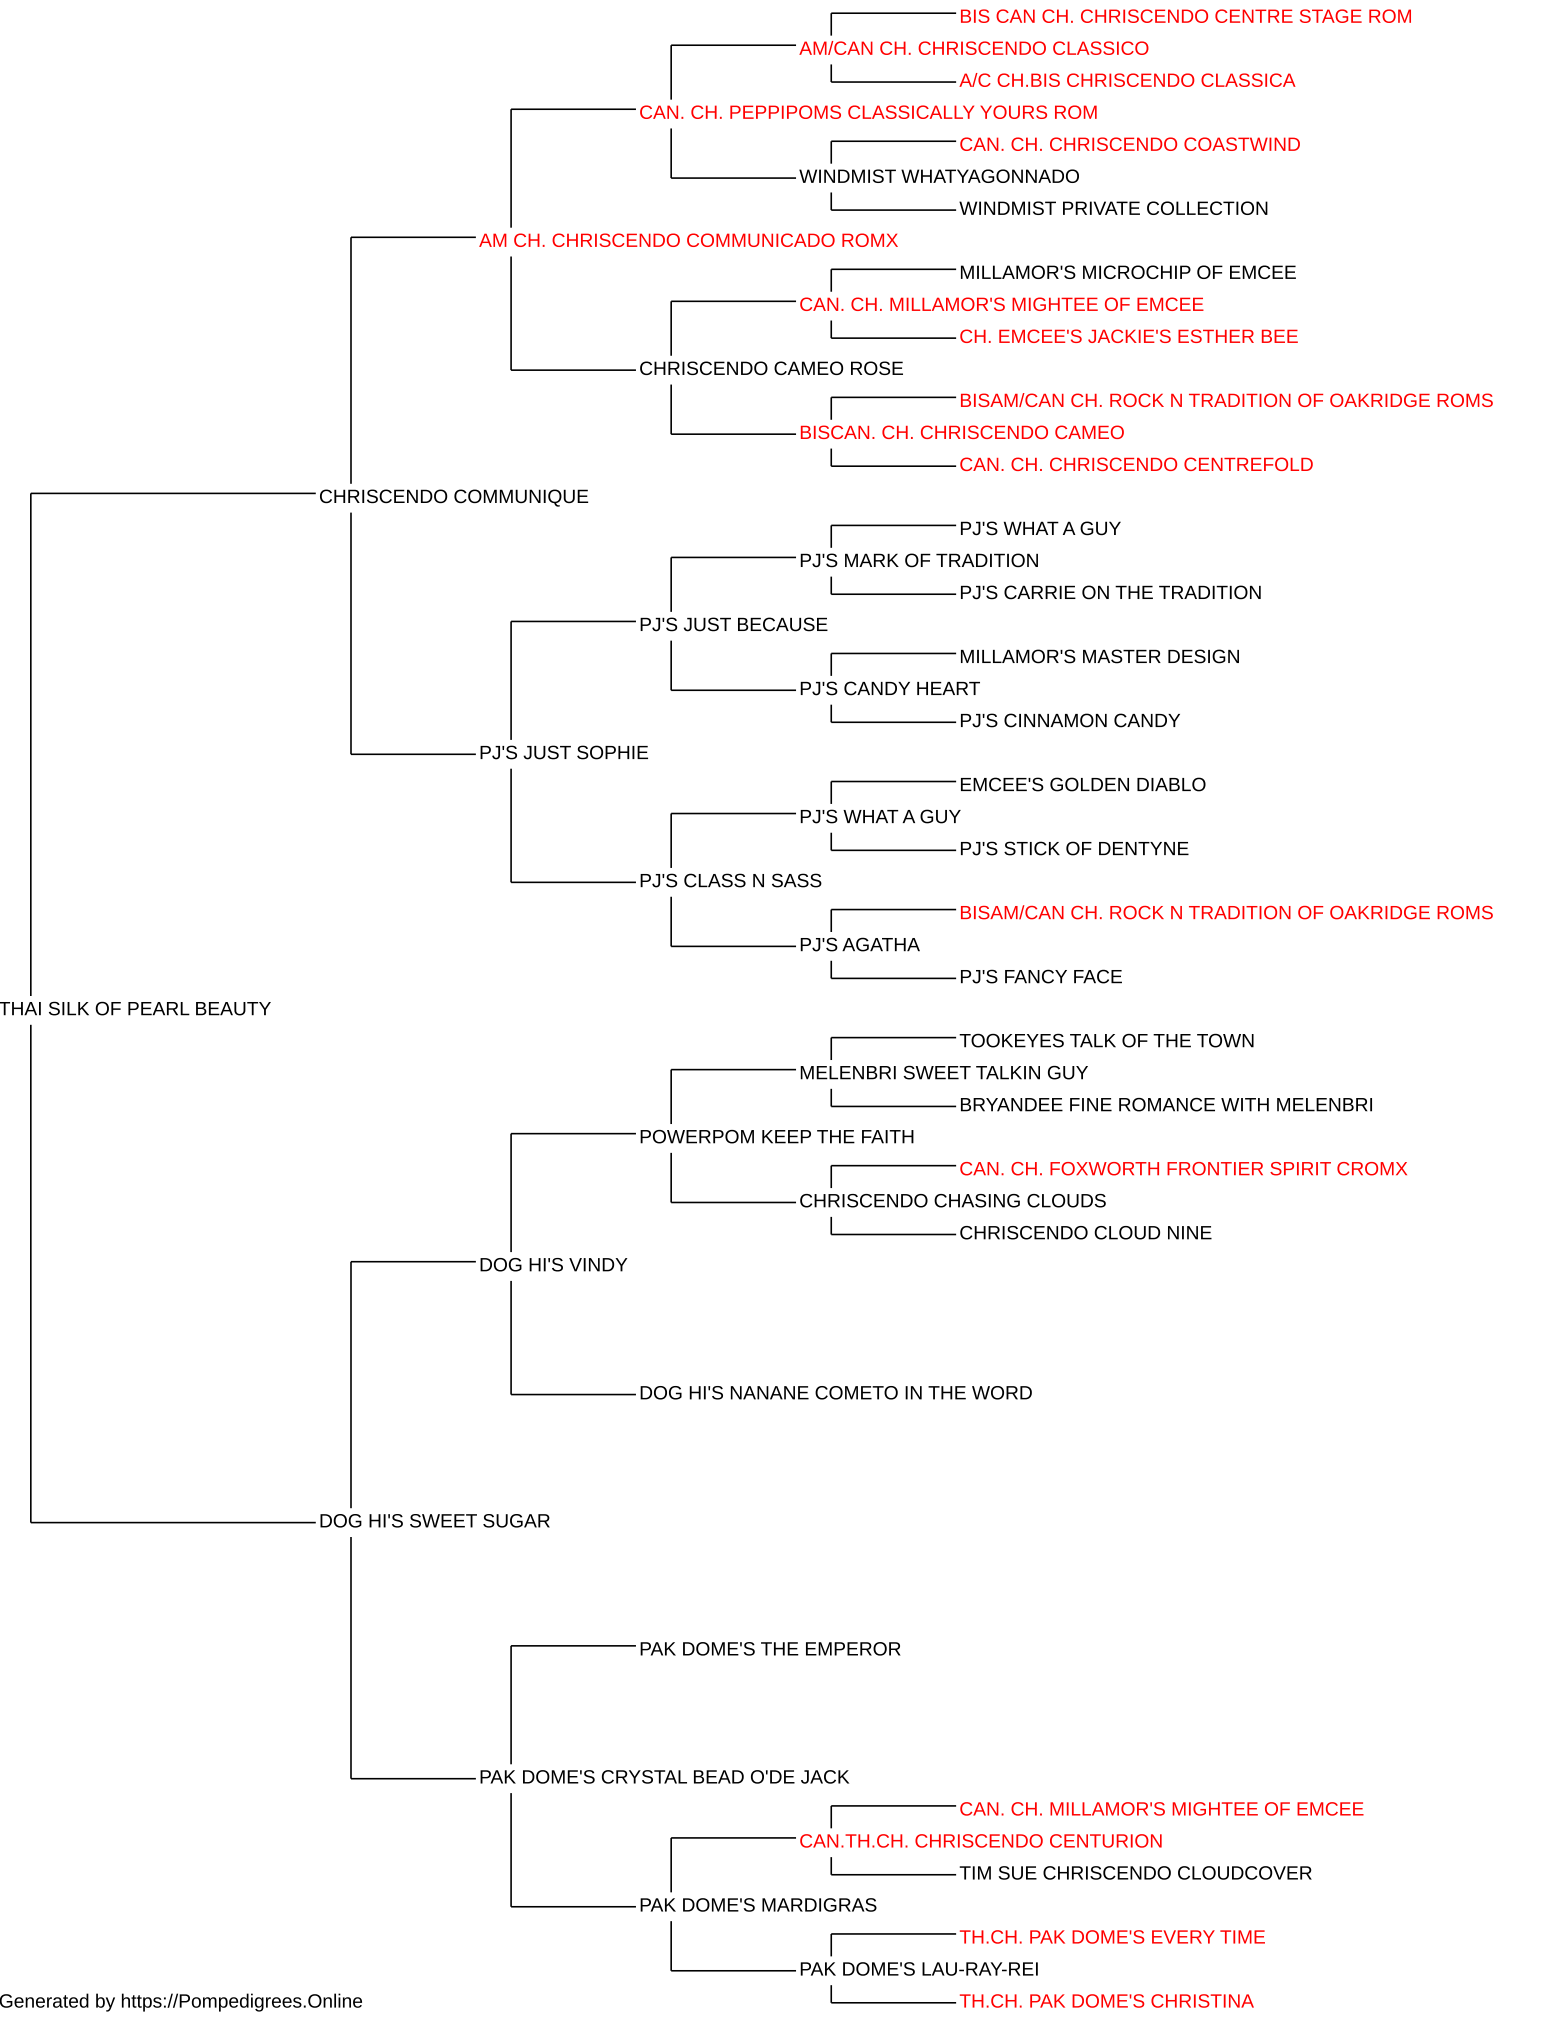 BIS CAN CH. CHRISCENDO CENTRE STAGE ROM
AM/CAN CH. CHRISCENDO CLASSICO
A/C CH.BIS CHRISCENDO CLASSICA
CAN. CH. PEPPIPOMS CLASSICALLY YOURS ROM
CAN. CH. CHRISCENDO COASTWIND
WINDMIST WHATYAGONNADO
WINDMIST PRIVATE COLLECTION
AM CH. CHRISCENDO COMMUNICADO ROMX
MILLAMOR'S MICROCHIP OF EMCEE
CAN. CH. MILLAMOR'S MIGHTEE OF EMCEE
CH. EMCEE'S JACKIE'S ESTHER BEE
CHRISCENDO CAMEO ROSE
BISAM/CAN CH. ROCK N TRADITION OF OAKRIDGE ROMS
BISCAN. CH. CHRISCENDO CAMEO
CAN. CH. CHRISCENDO CENTREFOLD
CHRISCENDO COMMUNIQUE
PJ'S WHAT A GUY
PJ'S MARK OF TRADITION
PJ'S CARRIE ON THE TRADITION
PJ'S JUST BECAUSE
MILLAMOR'S MASTER DESIGN
PJ'S CANDY HEART
PJ'S CINNAMON CANDY
PJ'S JUST SOPHIE
EMCEE'S GOLDEN DIABLO
PJ'S WHAT A GUY
PJ'S STICK OF DENTYNE
PJ'S CLASS N SASS
BISAM/CAN CH. ROCK N TRADITION OF OAKRIDGE ROMS
PJ'S AGATHA
PJ'S FANCY FACE
THAI SILK OF PEARL BEAUTY
TOOKEYES TALK OF THE TOWN
MELENBRI SWEET TALKIN GUY
BRYANDEE FINE ROMANCE WITH MELENBRI
POWERPOM KEEP THE FAITH
CAN. CH. FOXWORTH FRONTIER SPIRIT CROMX
CHRISCENDO CHASING CLOUDS
CHRISCENDO CLOUD NINE
DOG HI'S VINDY
DOG HI'S NANANE COMETO IN THE WORD
DOG HI'S SWEET SUGAR
PAK DOME'S THE EMPEROR
PAK DOME'S CRYSTAL BEAD O'DE JACK
CAN. CH. MILLAMOR'S MIGHTEE OF EMCEE
CAN.TH.CH. CHRISCENDO CENTURION
TIM SUE CHRISCENDO CLOUDCOVER
PAK DOME'S MARDIGRAS
TH.CH. PAK DOME'S EVERY TIME
PAK DOME'S LAU-RAY-REI
TH.CH. PAK DOME'S CHRISTINA
Generated by https://Pompedigrees.Online